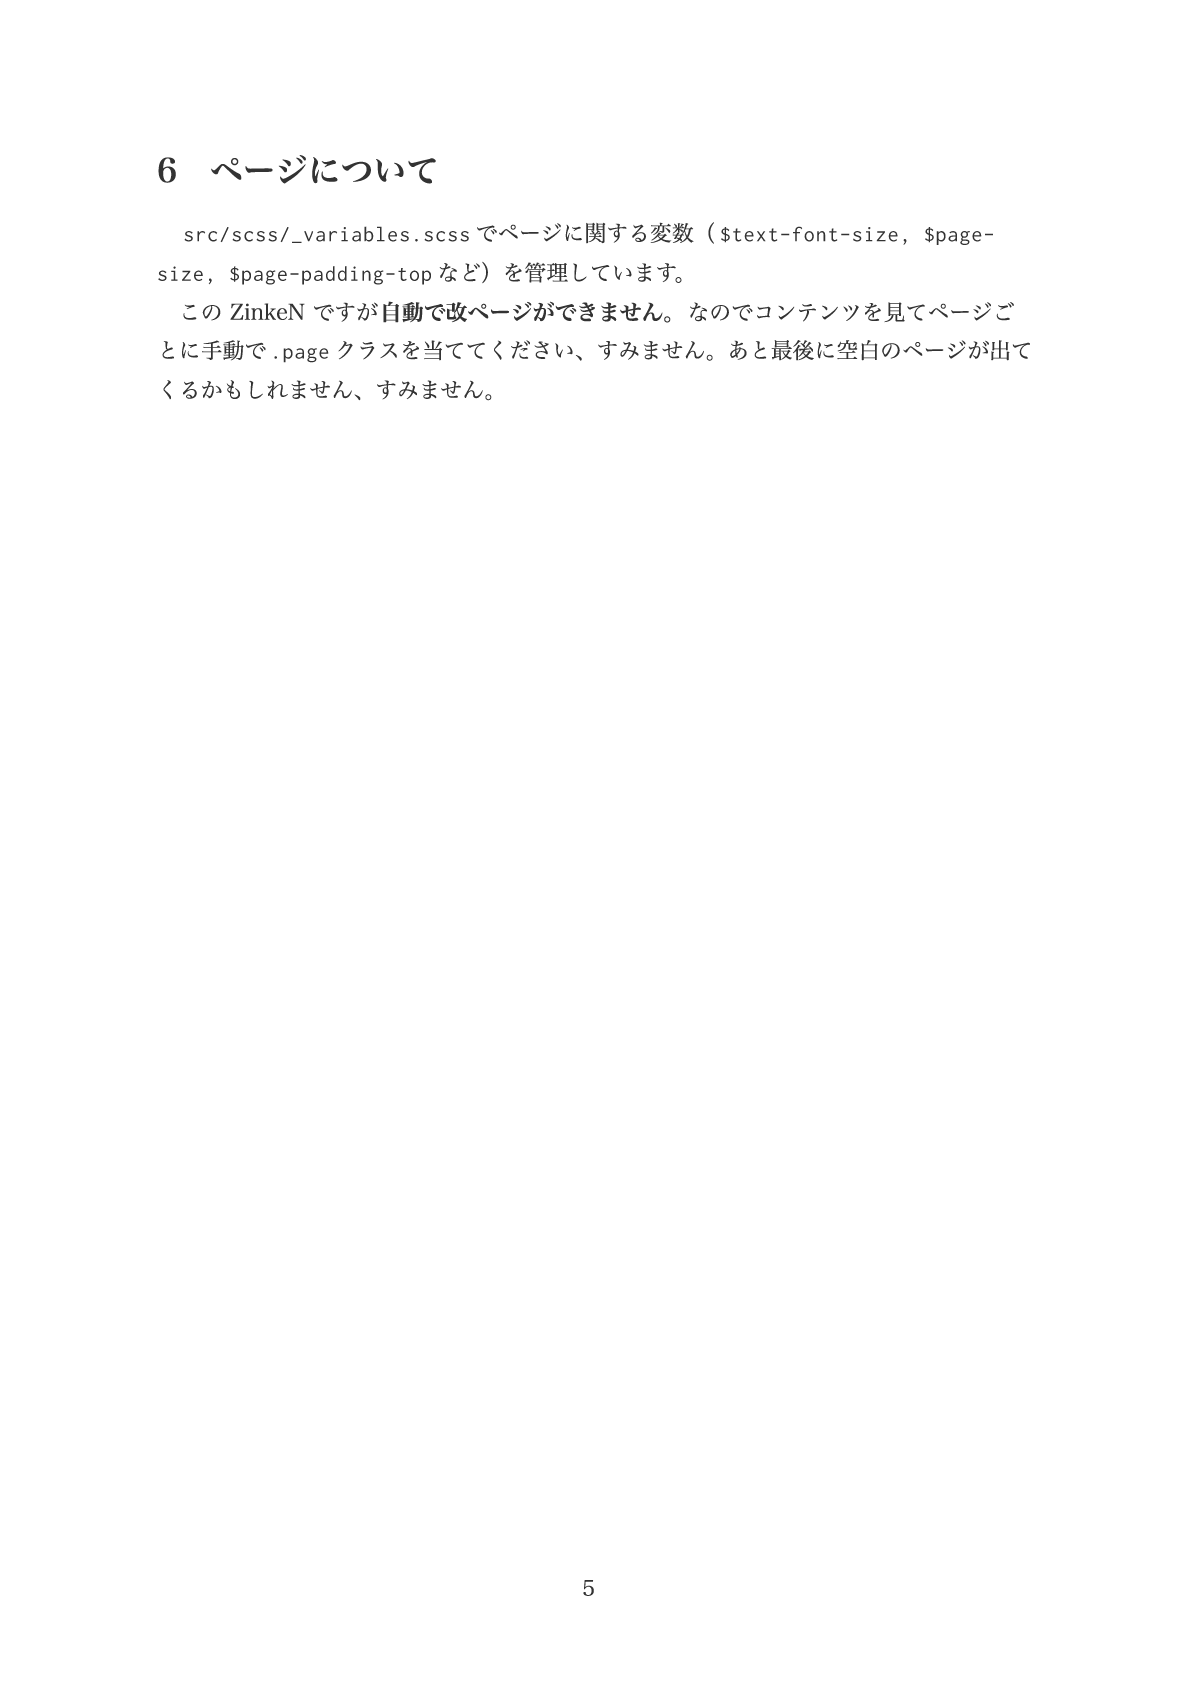 6　ページについて
src/scss/_variables.scss でページに関する変数（ $text-font-size, $page-
size, $page-padding-top など）を管理しています。
この ZinkeN ですが自動で改ページができません。なのでコンテンツを見てページご
とに手動で .page クラスを当ててください、すみません。あと最後に空白のページが出て
くるかもしれません、すみません。
5